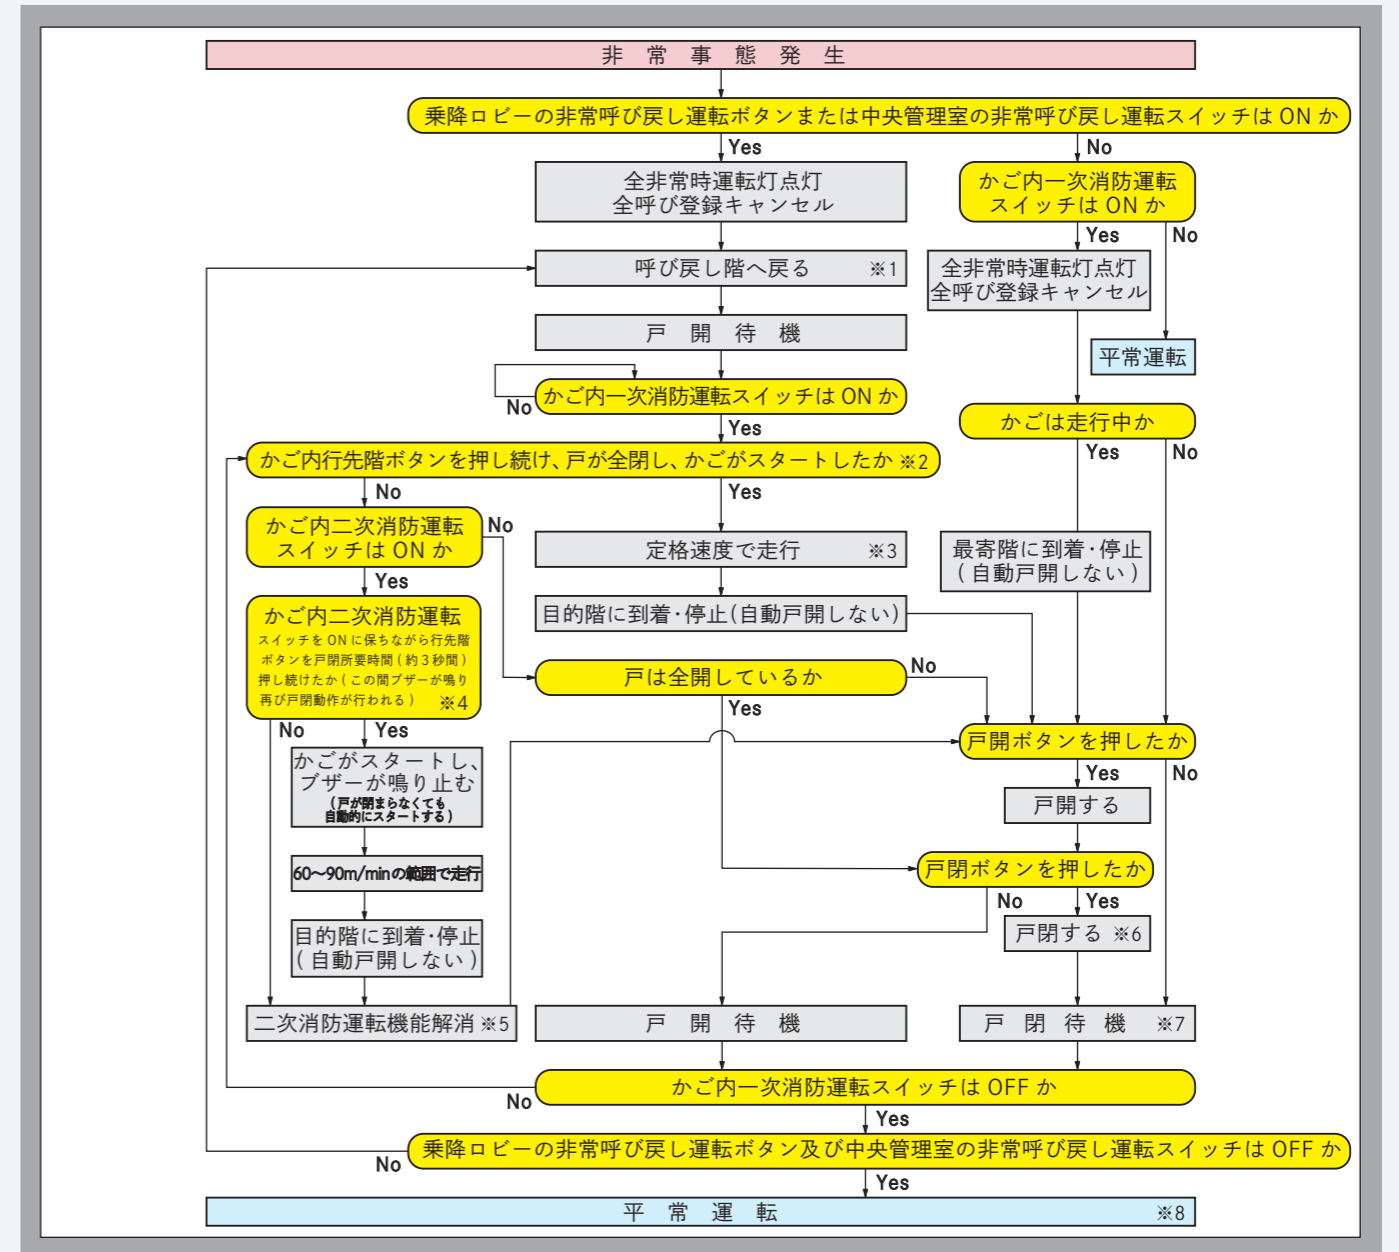 非常事態発生
乗降ロビーの非常呼び戻し運転ボタンまたは中央管理室の非常呼び戻し運転スイッチは ON か
Yes
No
全非常時運転灯点灯
全呼び登録キャンセル
かご内一次消防運転
スイッチは ON か
Yes
No
呼び戻し階へ戻る ※1
全非常時運転灯点灯
全呼び登録キャンセル
戸開待機
平常運転
かご内一次消防運転スイッチは ON か
No
Yes
かごは走行中か
Yes
No
かご内行先階ボタンを押し続け、戸が全閉し、かごがスタートしたか ※2
No
Yes
かご内二次消防運転
スイッチは ON か
No
Yes
定格速度で走行 ※3
最寄階に到着・停止
(自動戸開しない)
目的階に到着・停止(自動戸開しない)
かご内二次消防運転
スイッチを ON に保ちながら行先階
ボタンを戸閉所要時間(約3秒間)
押し続けたか(この間ブザーが鳴り
再び戸閉動作が行われる) ※4
No
Yes
戸は全開しているか
No
Yes
戸開ボタンを押したか
Yes
No
かごがスタートし、
ブザーが鳴り止む
(戸が閉まらなくても
自動的にスタートする)
戸開する
60〜90m/minの範囲で走行
戸閉ボタンを押したか
No
Yes
目的階に到着・停止
(自動戸開しない)
戸閉する ※6
二次消防運転機能解消 ※5
戸開待機
戸閉待機 ※7
かご内一次消防運転スイッチは OFF か
No
Yes
乗降ロビーの非常呼び戻し運転ボタン及び中央管理室の非常呼び戻し運転スイッチは OFF か
No
Yes
平常運転 ※8